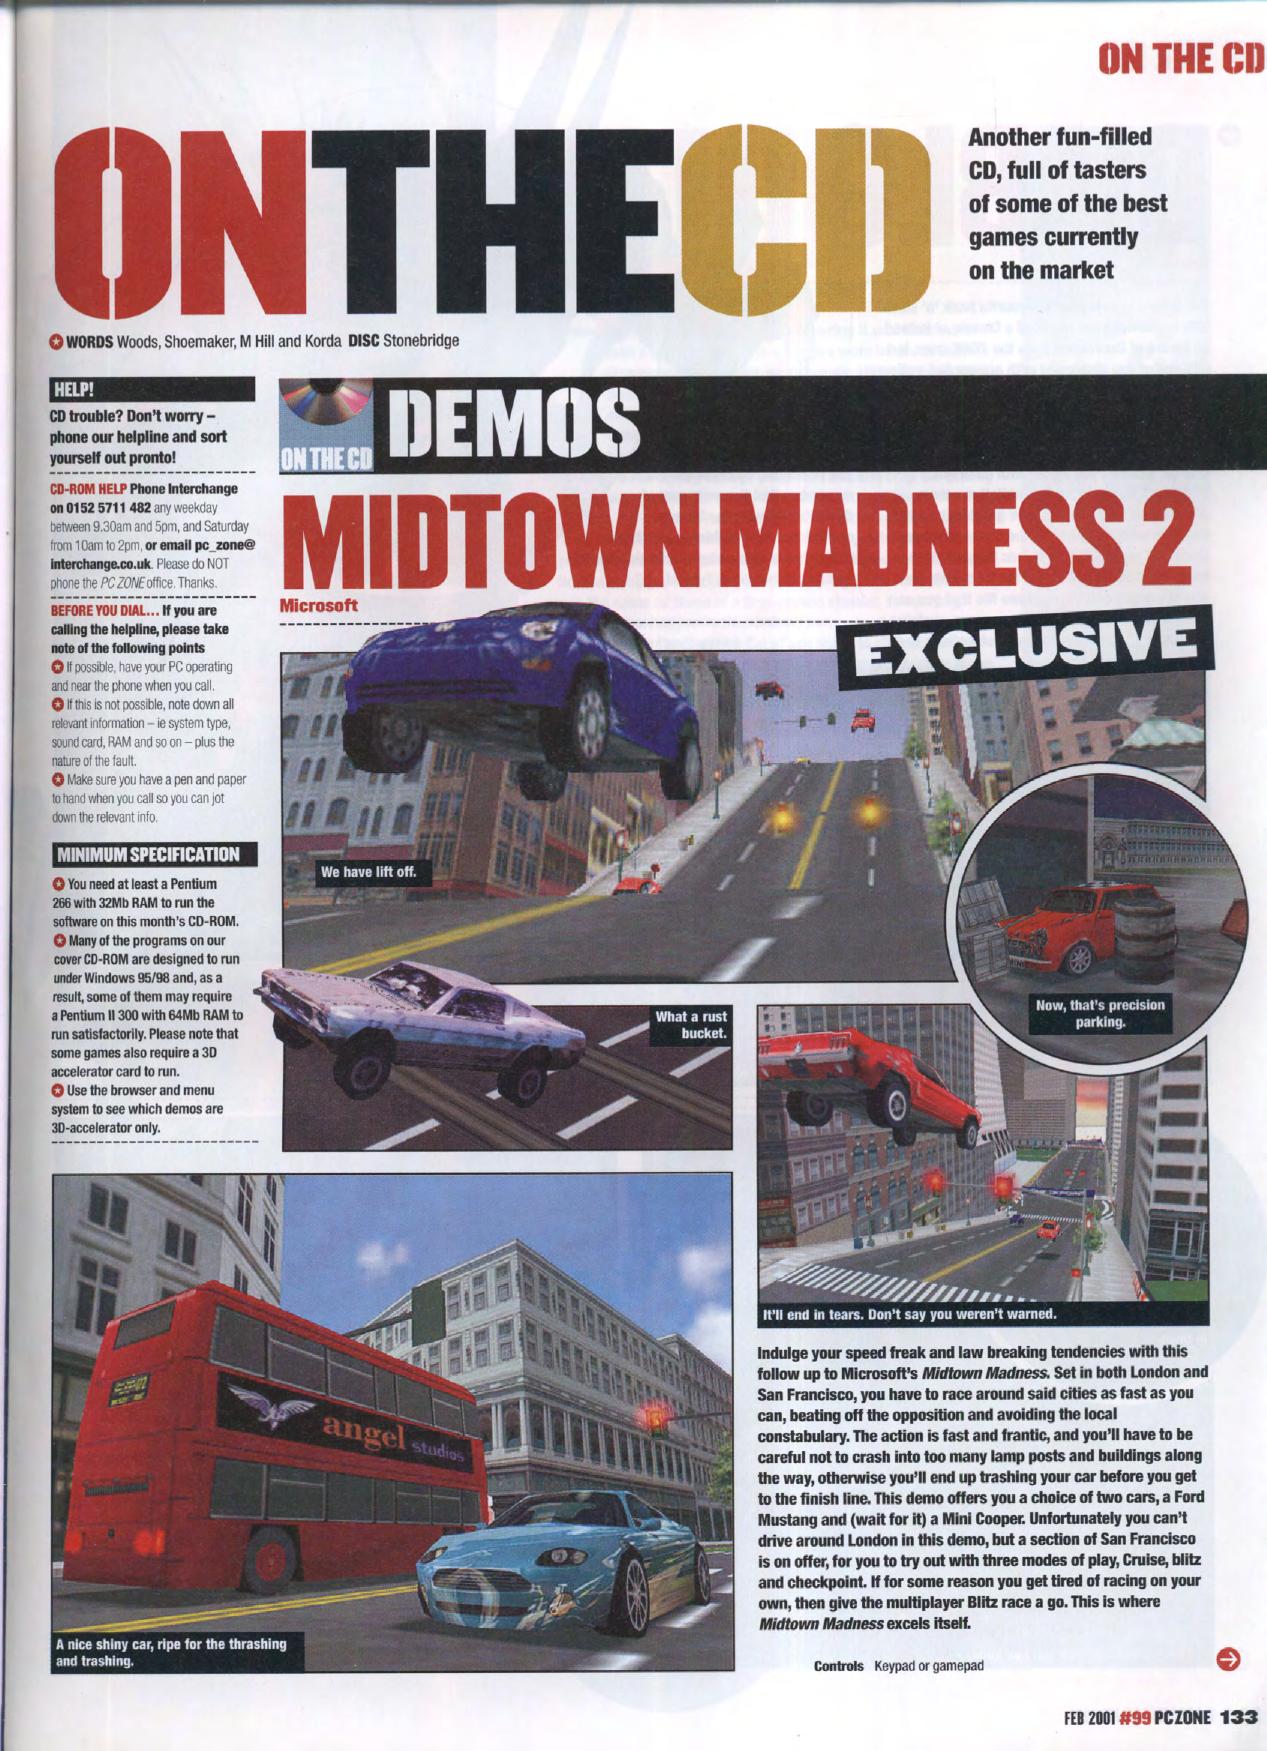 ON THE CD
ONTHECD
Another fun-filled
CD, full of tasters
of some of the best
games currently
on the market
WORDS Woods, Shoemaker, M Hill and Korda DISC Stonebridge
HELP!
CD trouble? Don't worry –
phone our helpline and sort
yourself out pronto!
CD-ROM HELP Phone Interchange
on 0152 5711 482 any weekday
between 9.30am and 5pm, and Saturday
from 10am to 2pm, or email pc_zone@
interchange.co.uk. Please do NOT
phone the PC ZONE office. Thanks.
BEFORE YOU DIAL... If you are
calling the helpline, please take
note of the following points
If possible, have your PC operating
and near the phone when you call.
If this is not possible, note down all
relevant information – ie system type,
sound card, RAM and so on – plus the
nature of the fault.
Make sure you have a pen and paper
to hand when you call so you can jot
down the relevant info.
MINIMUM SPECIFICATION
You need at least a Pentium
266 with 32Mb RAM to run the
software on this month's CD-ROM.
Many of the programs on our
cover CD-ROM are designed to run
under Windows 95/98 and, as a
result, some of them may require
a Pentium II 300 with 64Mb RAM to
run satisfactorily. Please note that
some games also require a 3D
accelerator card to run.
Use the browser and menu
system to see which demos are
3D-accelerator only.
ON THE CD
DEMOS
MIDTOWN MADNESS 2
Microsoft
EXCLUSIVE
We have lift off.
Now, that's precision
parking.
What a rust
bucket.
It'll end in tears. Don't say you weren't warned.
angel studios
A nice shiny car, ripe for the thrashing
and trashing.
Indulge your speed freak and law breaking tendencies with this
follow up to Microsoft's Midtown Madness. Set in both London and
San Francisco, you have to race around said cities as fast as you
can, beating off the opposition and avoiding the local
constabulary. The action is fast and frantic, and you'll have to be
careful not to crash into too many lamp posts and buildings along
the way, otherwise you'll end up trashing your car before you get
to the finish line. This demo offers you a choice of two cars, a Ford
Mustang and (wait for it) a Mini Cooper. Unfortunately you can't
drive around London in this demo, but a section of San Francisco
is on offer, for you to try out with three modes of play, Cruise, blitz
and checkpoint. If for some reason you get tired of racing on your
own, then give the multiplayer Blitz race a go. This is where
Midtown Madness excels itself.
Controls Keypad or gamepad
FEB 2001 #99 PCZONE 133